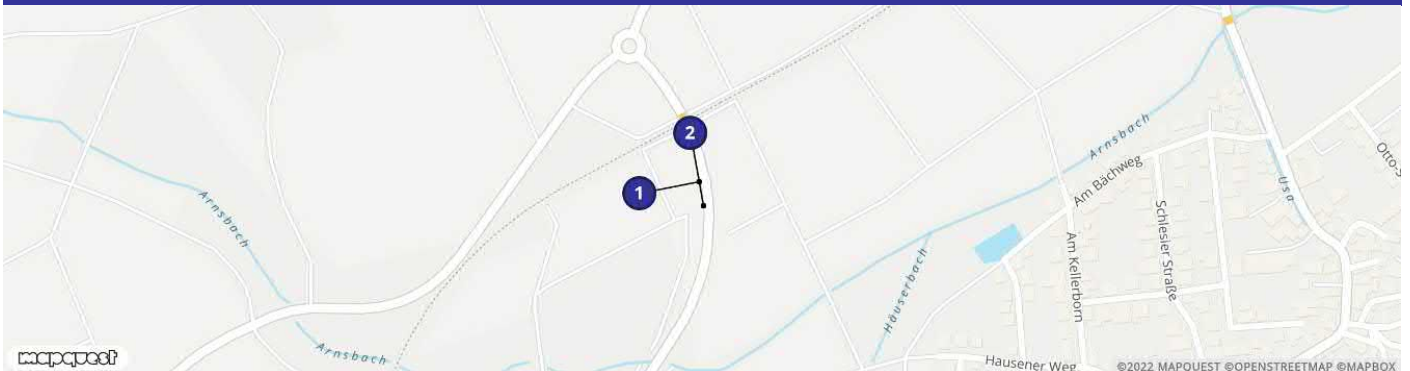 2
1
Arnsbach
Arnsbach
Arnsbach
Am Bächweg
Usa
Otto-S
Schlesier Straße
Am Kellerborn
Häuserbach
Hausener Weg
mapquest
©2022 MAPQUEST ©OPENSTREETMAP ©MAPBOX